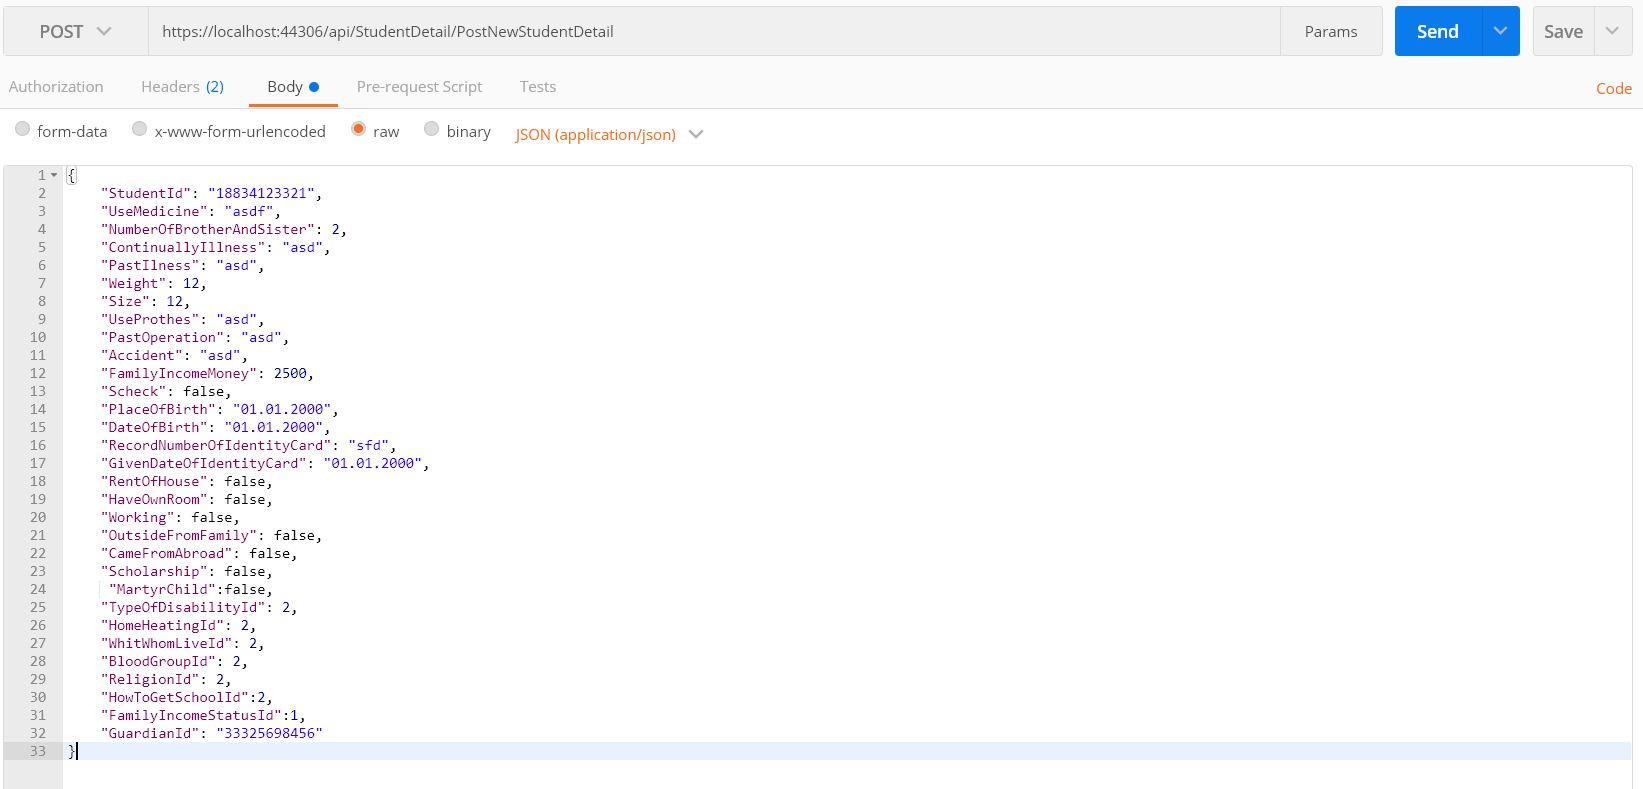 POST https://localhost:44306/api/StudentDetail/PostNewStudentDetail Params Send Save
Authorization Headers (2) Body Pre-request Script Tests Code
form-data x-www-form-urlencoded raw binary JSON (application/json)
1 {
2 "StudentId": "18834123321",
3 "UseMedicine": "asdf",
4 "NumberOfBrotherAndSister": 2,
5 "ContinuallyIllness": "asd",
6 "PastIlness": "asd",
7 "Weight": 12,
8 "Size": 12,
9 "UseProthes": "asd",
10 "PastOperation": "asd",
11 "Accident": "asd",
12 "FamilyIncomeMoney": 2500,
13 "Scheck": false,
14 "PlaceOfBirth": "01.01.2000",
15 "DateOfBirth": "01.01.2000",
16 "RecordNumberOfIdentityCard": "sfd",
17 "GivenDateOfIdentityCard": "01.01.2000",
18 "RentOfHouse": false,
19 "HaveOwnRoom": false,
20 "Working": false,
21 "OutsideFromFamily": false,
22 "CameFromAbroad": false,
23 "Scholarship": false,
24 "MartyrChild":false,
25 "TypeOfDisabilityId": 2,
26 "HomeHeatingId": 2,
27 "WhitWhomLiveId": 2,
28 "BloodGroupId": 2,
29 "ReligionId": 2,
30 "HowToGetSchoolId":2,
31 "FamilyIncomeStatusId":1,
32 "GuardianId": "33325698456"
33 }